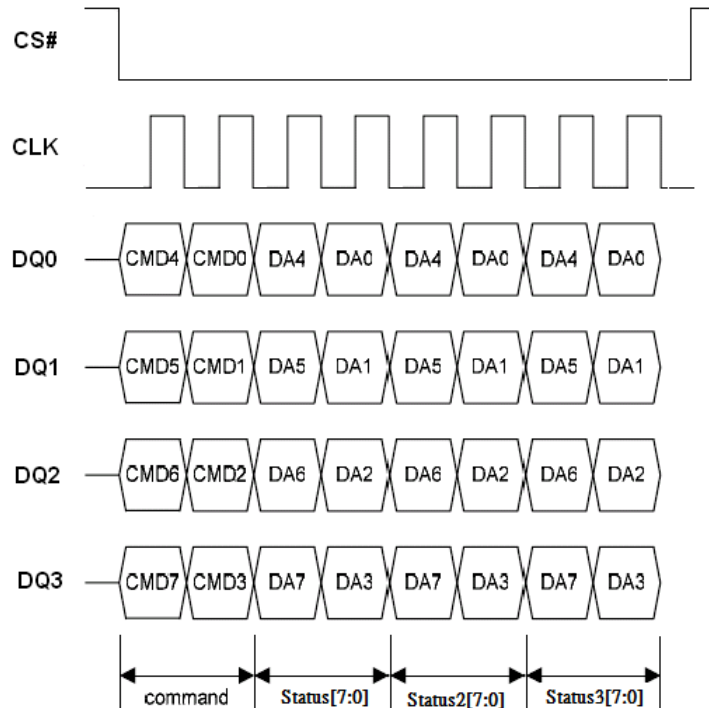 CS#
CLK
DQ0 CMD4 CMD0 DA4 DA0 DA4 DA0 DA4 DA0
DQ1 CMD5 CMD1 DA5 DA1 DA5 DA1 DA5 DA1
DQ2 CMD6 CMD2 DA6 DA2 DA6 DA2 DA6 DA2
DQ3 CMD7 CMD3 DA7 DA3 DA7 DA3 DA7 DA3
command Status[7:0] Status2[7:0] Status3[7:0]